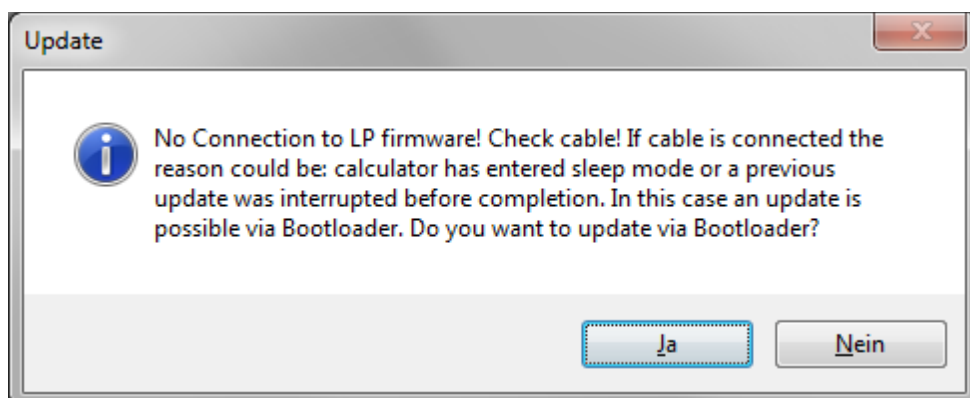 Update
No Connection to LP firmware! Check cable! If cable is connected the
reason could be: calculator has entered sleep mode or a previous
update was interrupted before completion. In this case an update is
possible via Bootloader. Do you want to update via Bootloader?
Ja
Nein